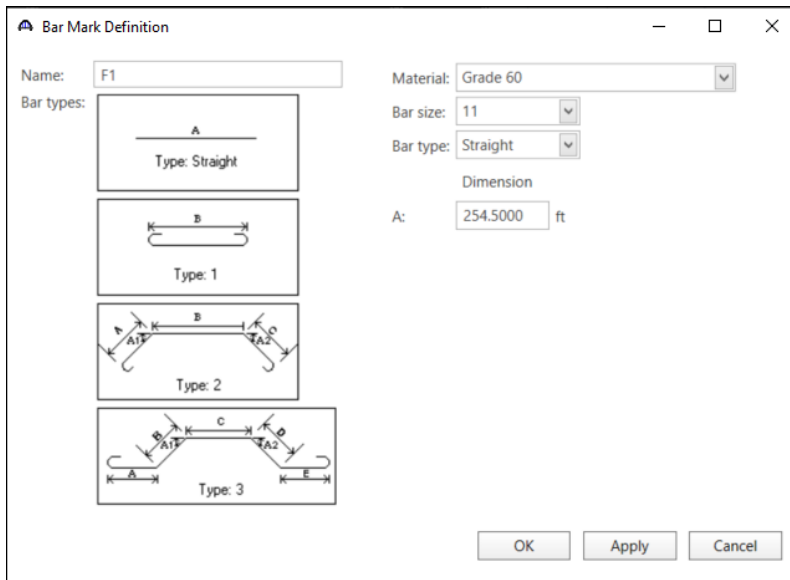 Bar Mark Definition
Name: F1
Bar types:
A
Type: Straight
B
Type: 1
A B C
A1 A2
Type: 2
B C D
A1 A2
A E
Type: 3
Material: Grade 60
Bar size: 11
Bar type: Straight
Dimension
A: 254.5000 ft
OK Apply Cancel